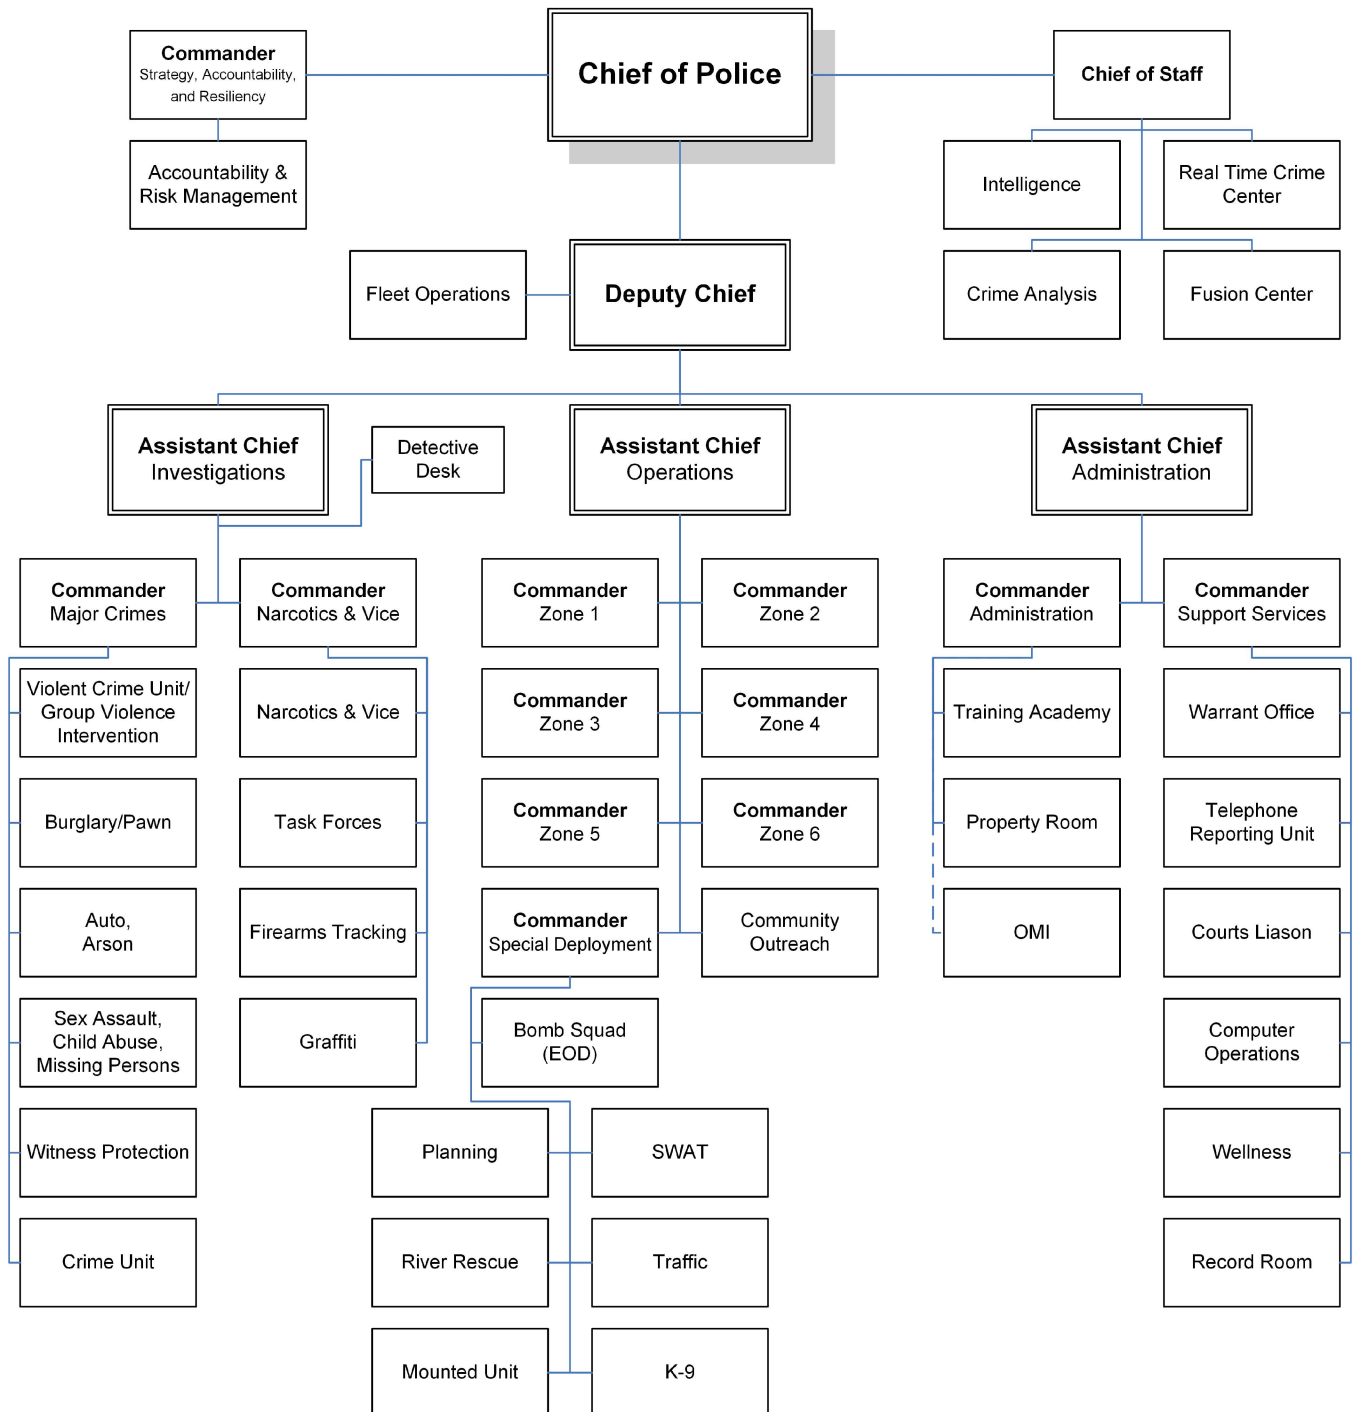 Commander
Strategy, Accountability,
and Resiliency
Chief of Police
Chief of Staff
Accountability &
Risk Management
Intelligence
Real Time Crime
Center
Fleet Operations
Deputy Chief
Crime Analysis
Fusion Center
Assistant Chief
Investigations
Detective
Desk
Assistant Chief
Operations
Assistant Chief
Administration
Commander
Major Crimes
Commander
Narcotics & Vice
Commander
Zone 1
Commander
Zone 2
Commander
Administration
Commander
Support Services
Violent Crime Unit/
Group Violence
Intervention
Narcotics & Vice
Commander
Zone 3
Commander
Zone 4
Training Academy
Warrant Office
Burglary/Pawn
Task Forces
Commander
Zone 5
Commander
Zone 6
Property Room
Telephone
Reporting Unit
Auto,
Arson
Firearms Tracking
Commander
Special Deployment
Community
Outreach
OMI
Courts Liason
Sex Assault,
Child Abuse,
Missing Persons
Graffiti
Bomb Squad
(EOD)
Computer
Operations
Witness Protection
Planning
SWAT
Wellness
Crime Unit
River Rescue
Traffic
Record Room
Mounted Unit
K-9